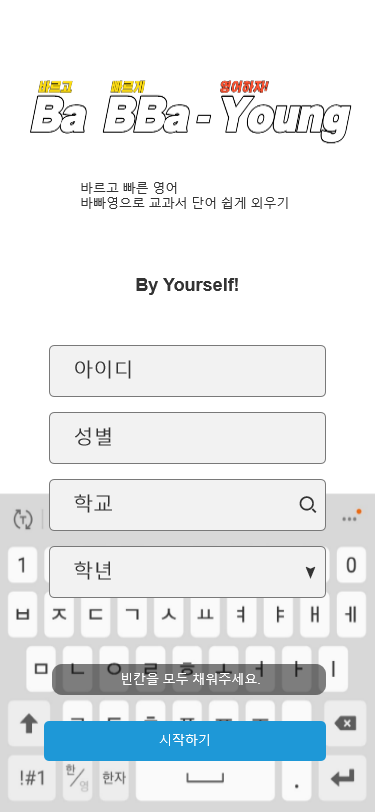 바르고 빠르게 영어하자!
Ba BBa - Young
바르고 빠른 영어
바빠영으로 교과서 단어 쉽게 외우기
By Yourself!
아이디
성별
학교
학년
1 0
ㅂ ㅈ ㄷ ㄱ ㅅ ㅛ ㅕ ㅑ ㅐ ㅔ
ㅁ ㄴ ㅇ ㄹ ㅎ ㅗ ㅓ ㅏ ㅣ
빈칸을 모두 채워주세요.
시작하기
!#1 한/영 한자 .